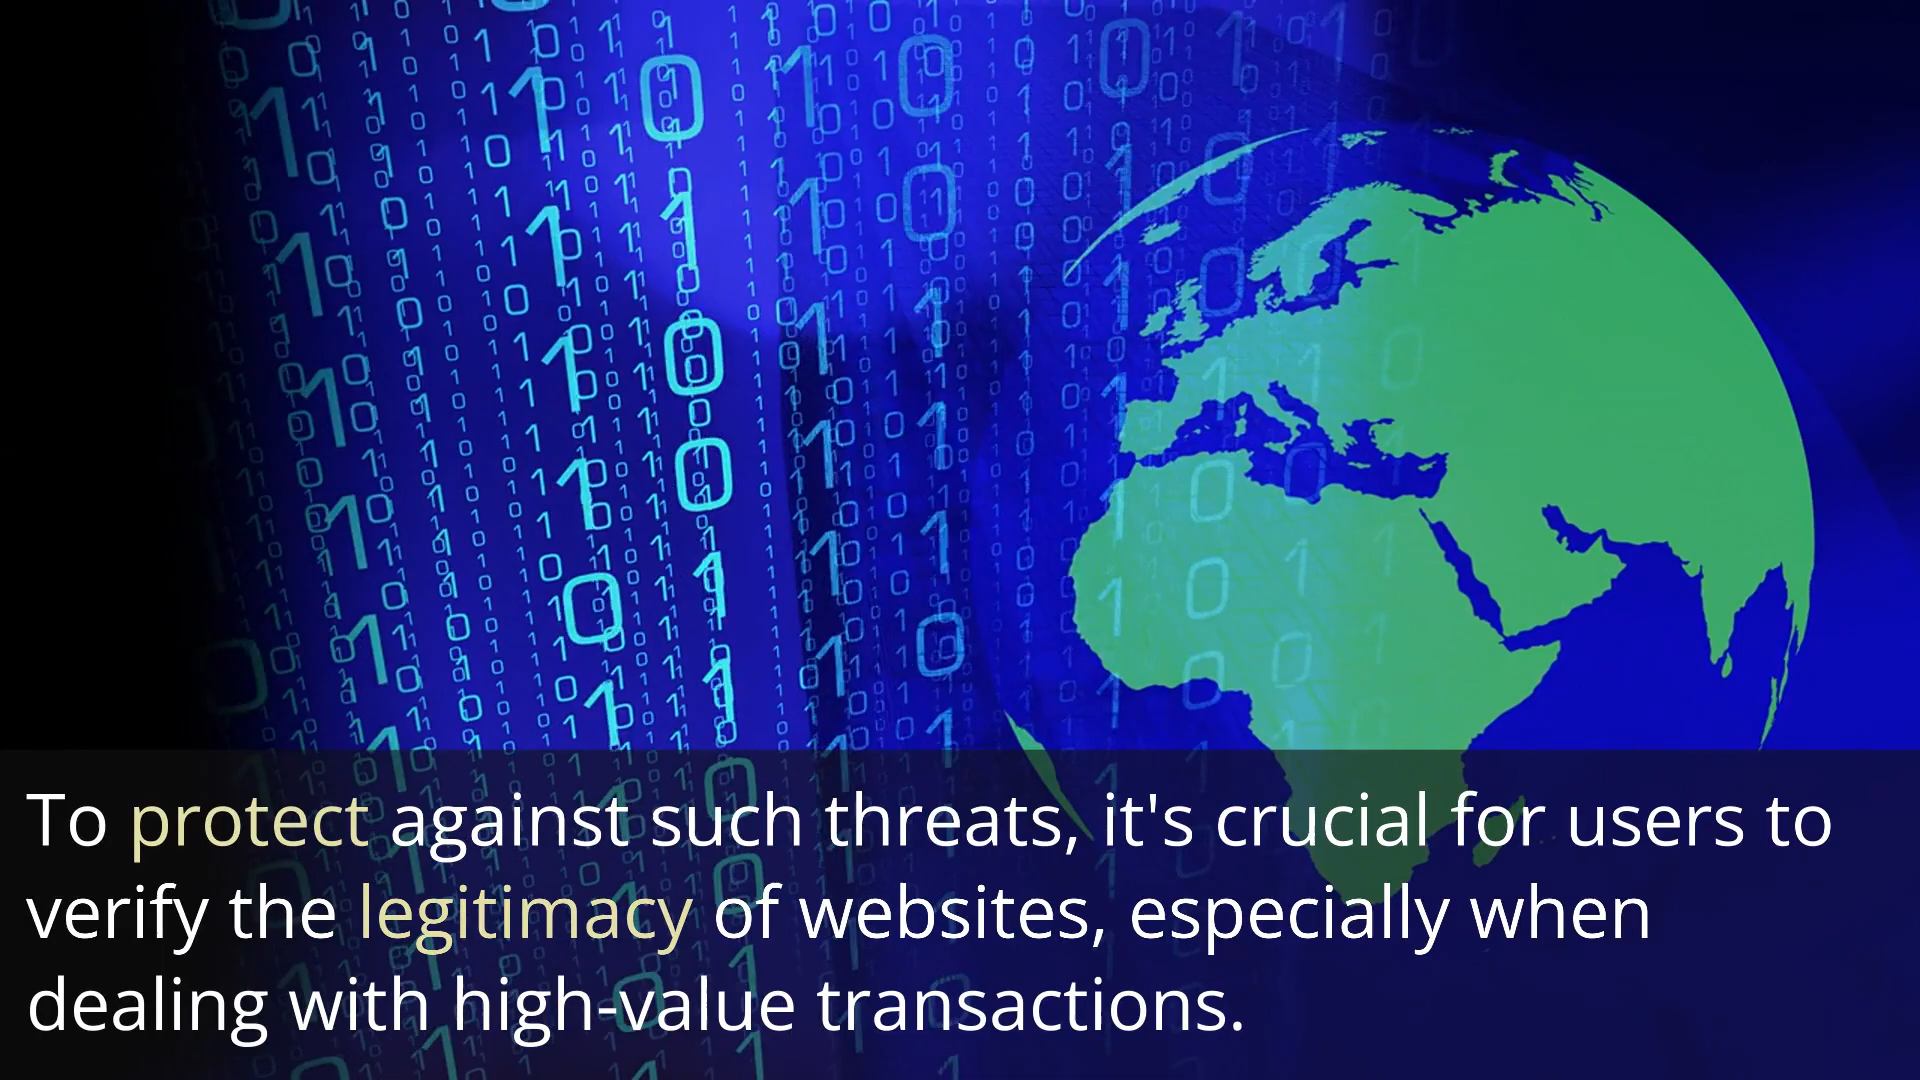 To protect against such threats, it's crucial for users to
verify the legitimacy of websites, especially when
dealing with high-value transactions.